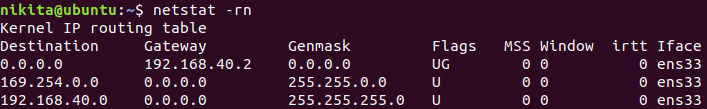 nikita@ubuntu:~$ netstat -rn
Kernel IP routing table
Destination Gateway Genmask Flags MSS Window irtt Iface
0.0.0.0 192.168.40.2 0.0.0.0 UG 0 0 0 ens33
169.254.0.0 0.0.0.0 255.255.0.0 U 0 0 0 ens33
192.168.40.0 0.0.0.0 255.255.255.0 U 0 0 0 ens33